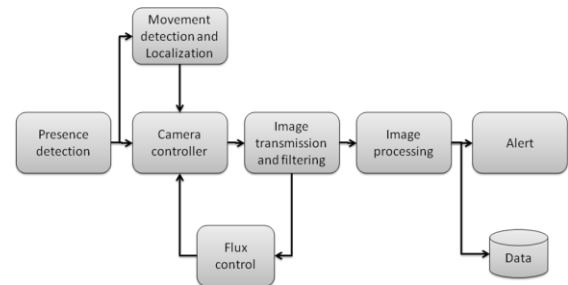 Movement
detection and
Localization
Presence
detection
Camera
controller
Image
transmission
and filtering
Image
processing
Alert
Flux
control
Data